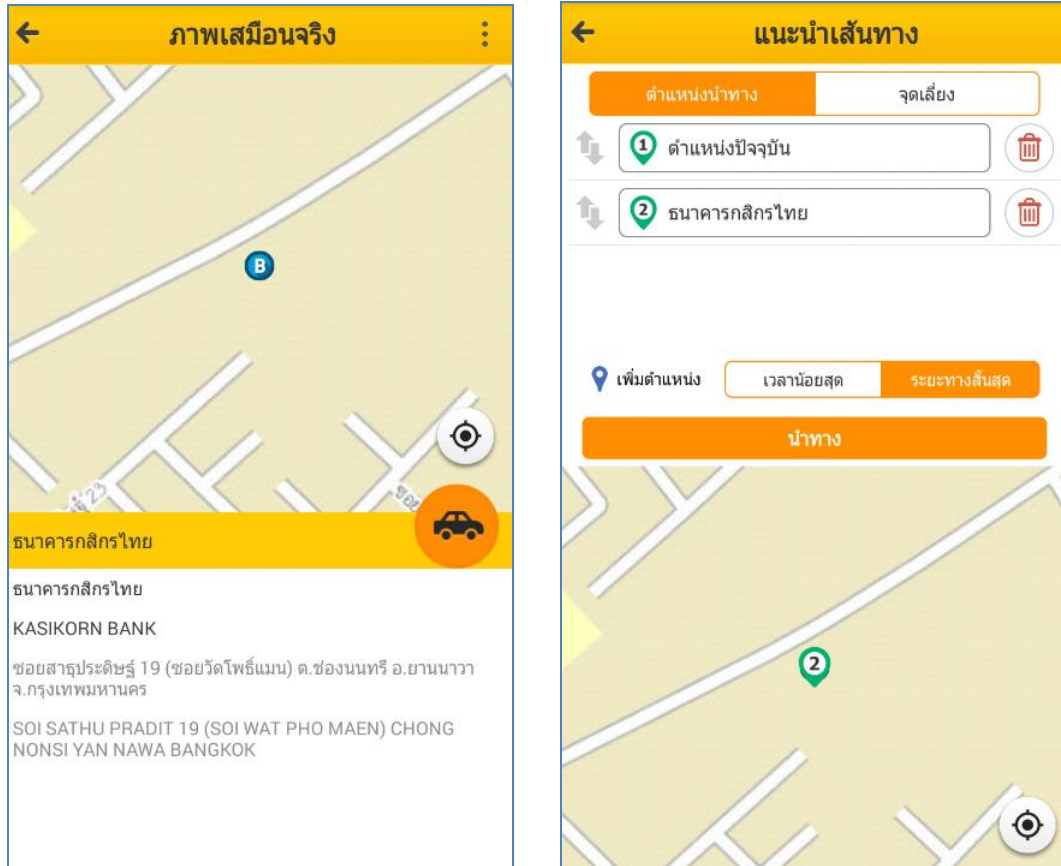 ภาพเสมือนจริง
B
23
ซอย
ธนาคารกสิกรไทย
ธนาคารกสิกรไทย
KASIKORN BANK
ซอยสาธุประดิษฐ์ 19 (ซอยวัดโพธิ์แมน) ต.ช่องนนทรี อ.ยานนาวา
จ.กรุงเทพมหานคร
SOI SATHU PRADIT 19 (SOI WAT PHO MAEN) CHONG
NONSI YAN NAWA BANGKOK
แนะนำเส้นทาง
ตำแหน่งนำทาง
จุดเลี่ยง
1 ตำแหน่งปัจจุบัน
2 ธนาคารกสิกรไทย
เพิ่มตำแหน่ง
เวลาน้อยสุด
ระยะทางสั้นสุด
นำทาง
2